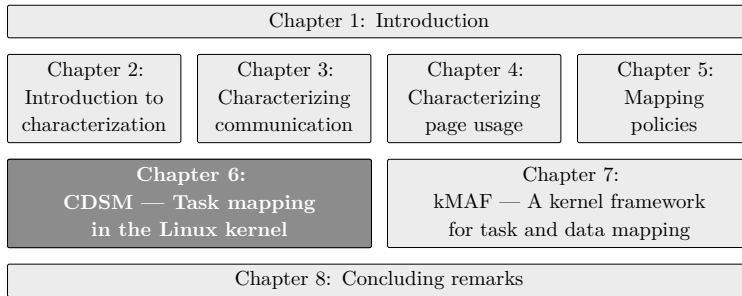 Chapter 1: Introduction
Chapter 2:
Introduction to
characterization
Chapter 3:
Characterizing
communication
Chapter 4:
Characterizing
page usage
Chapter 5:
Mapping
policies
Chapter 6:
CDSM — Task mapping
in the Linux kernel
Chapter 7:
kMAF — A kernel framework
for task and data mapping
Chapter 8: Concluding remarks